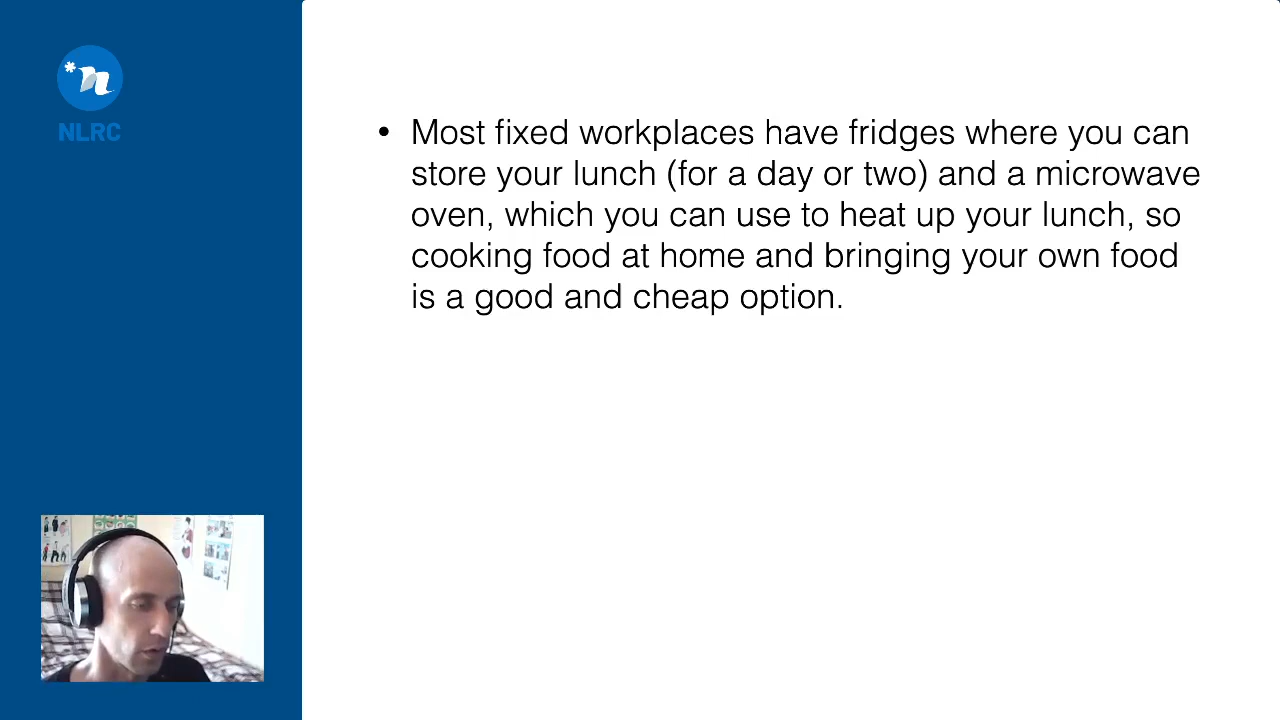 NLRC
• Most fixed workplaces have fridges where you can
store your lunch (for a day or two) and a microwave
oven, which you can use to heat up your lunch, so
cooking food at home and bringing your own food
is a good and cheap option.